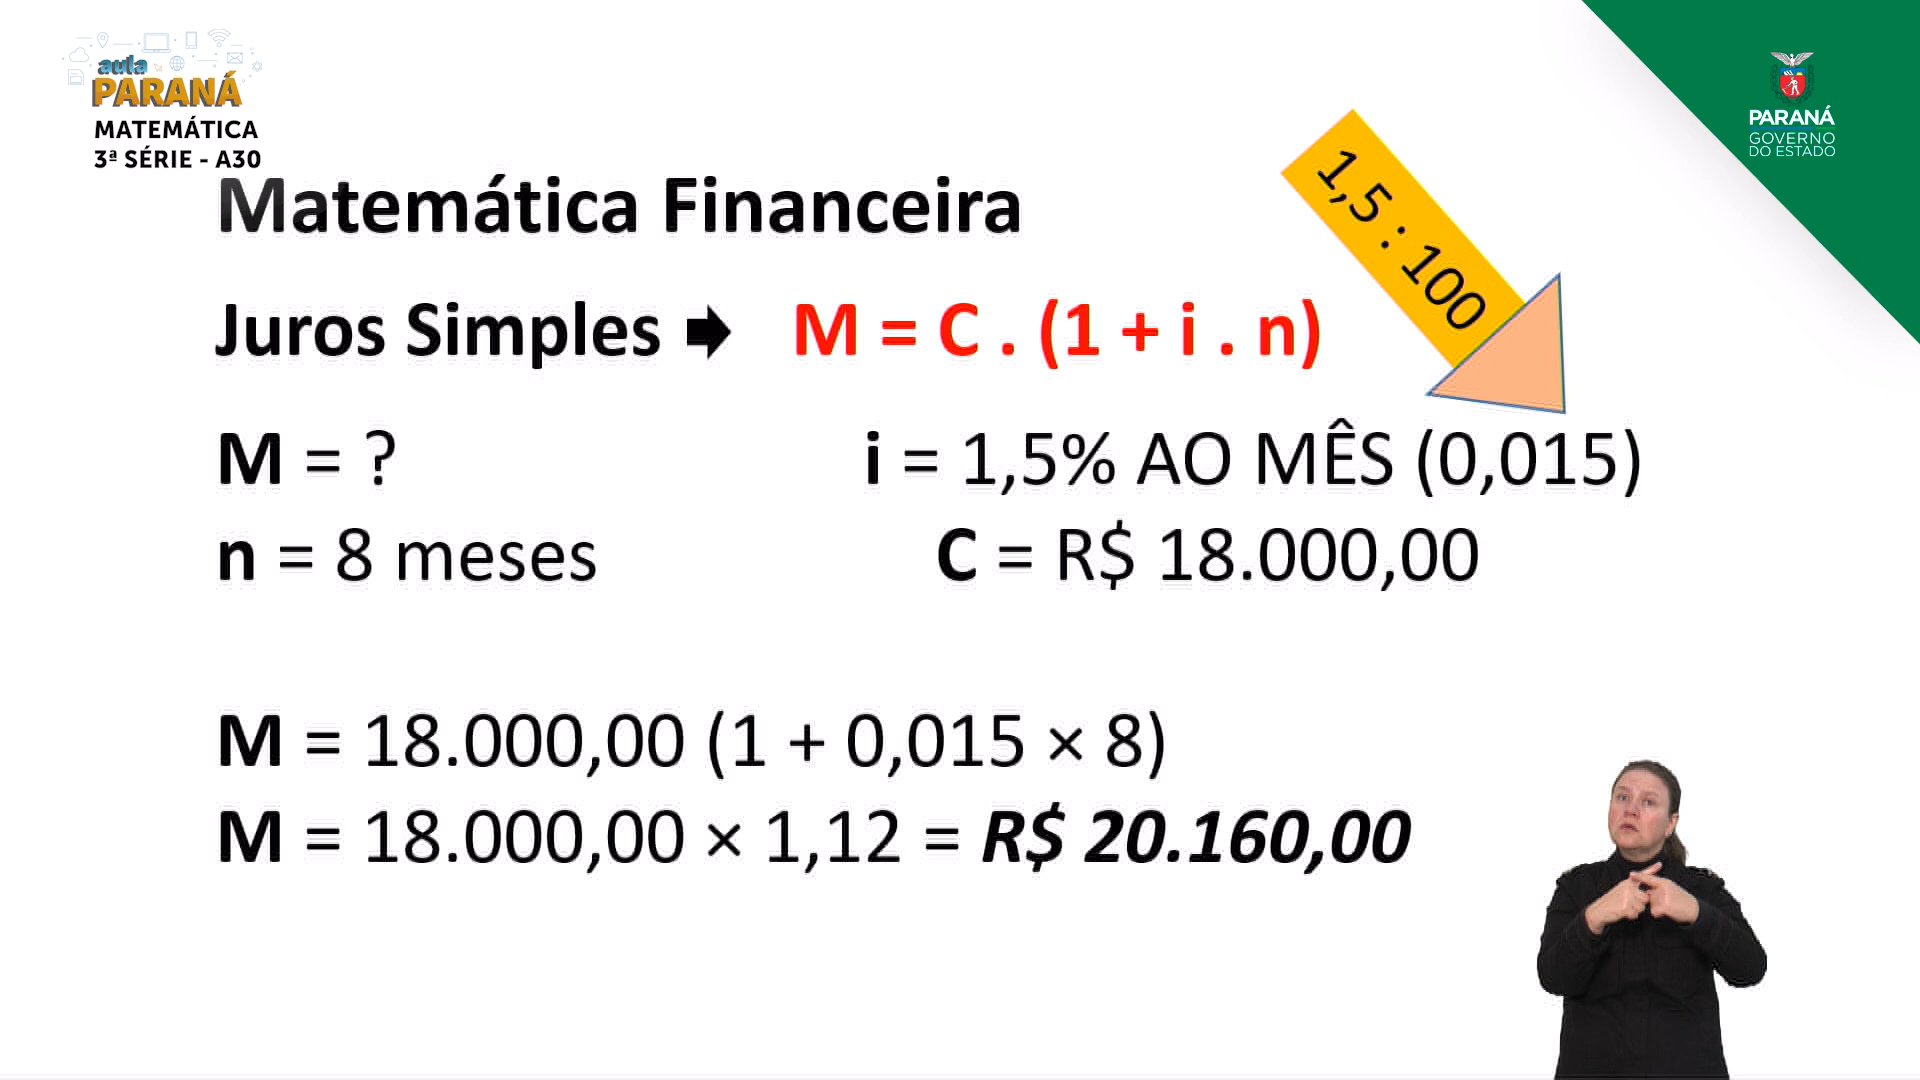 aula
PARANÁ
MATEMÁTICA
3ª SÉRIE - A30
PARANÁ
GOVERNO
DO ESTADO
Matemática Financeira
1,5 : 100
Juros Simples 🡆 M = C . (1 + i . n)
M = ? i = 1,5% AO MÊS (0,015)
n = 8 meses C = R$ 18.000,00
M = 18.000,00 (1 + 0,015 × 8)
M = 18.000,00 × 1,12 = R$ 20.160,00